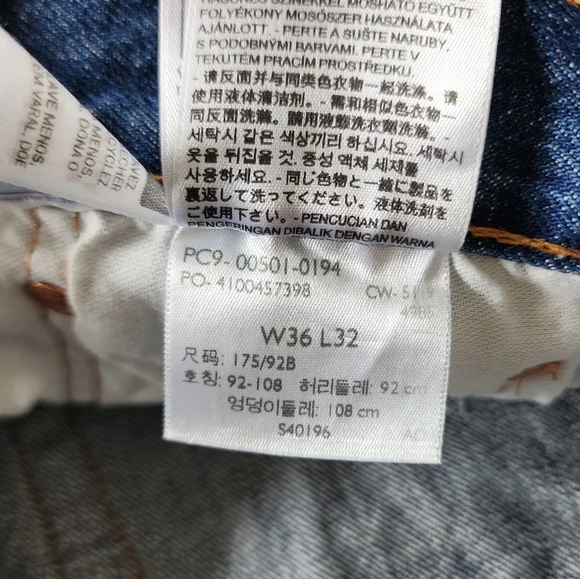 HASONLÓ SZÍNEKKEL MOSHATÓ EGYÜTT
FOLYÉKONY MOSÓSZER HASZNÁLATA
AJÁNLOTT. - PERTE A SUŠTE NARUBY,
S PODOBNÝMI BARVAMI. PERTE V
TEKUTÉM PRACÍM PROSTŘEDKU.
- 请反面并与同类色衣物一起洗涤。请
使用液体清洁剂。 - 需和相似色衣物一
同反面洗滌。請用液態洗衣劑洗滌。 -
세탁시 같은 색상끼리 하십시오. 세탁시
옷을 뒤집을 것. 중성 액체 세제를
사용하세요. - 同じ色物と一緒に製品を
裏返して洗ってください。液体洗剤を
ご使用下さい。 - PENCUCIAN DAN
PENGERINGAN DIBALIK DENGAN WARNA
LAVE MENOS.
VARAL. DOE
MENOS.
DONA O
PC9- 00501-0194
PO- 4100457398 CW-
W36 L32
尺码: 175/92B
호칭: 92-108 허리둘레: 92 cm
엉덩이둘레: 108 cm
S40196